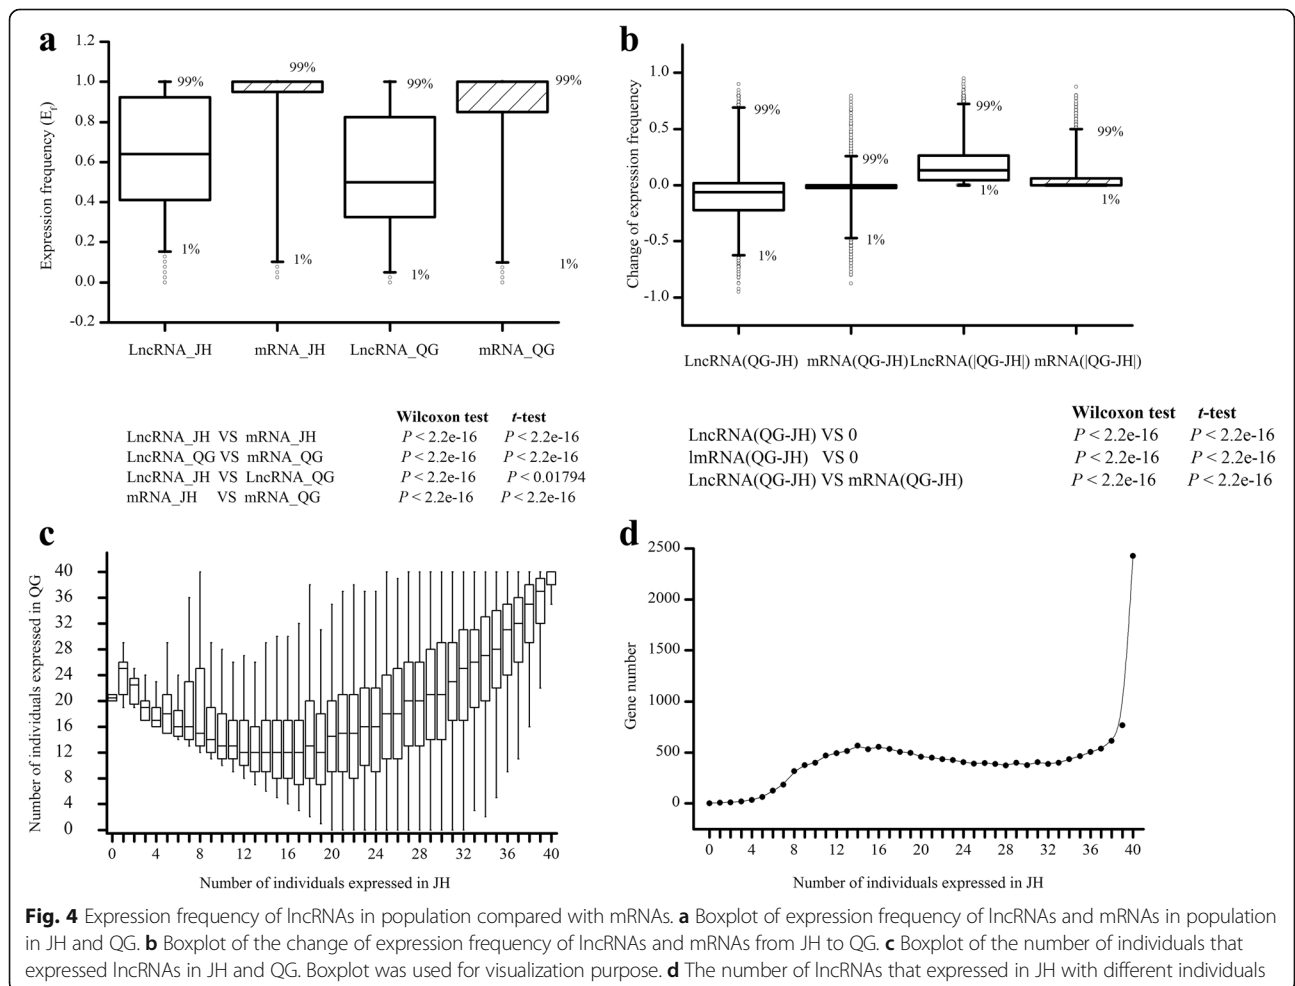 a
1.2
1.0
0.8
0.6
0.4
0.2
0.0
-0.2
Expression frequency (Ef)
99%
99%
99%
99%
1%
1%
1%
1%
LncRNA_JH mRNA_JH LncRNA_QG mRNA_QG
Wilcoxon test t-test
LncRNA_JH VS mRNA_JH P < 2.2e-16 P < 2.2e-16
LncRNA_QG VS mRNA_QG P < 2.2e-16 P < 2.2e-16
LncRNA_JH VS LncRNA_QG P < 2.2e-16 P < 0.01794
mRNA_JH VS mRNA_QG P < 2.2e-16 P < 2.2e-16
b
1.0
0.5
0.0
-0.5
-1.0
Change of expression frequency
99%
99%
99%
99%
1%
1%
1%
1%
LncRNA(QG-JH) mRNA(QG-JH) LncRNA(|QG-JH|) mRNA(|QG-JH|)
Wilcoxon test t-test
LncRNA(QG-JH) VS 0 P < 2.2e-16 P < 2.2e-16
lmRNA(QG-JH) VS 0 P < 2.2e-16 P < 2.2e-16
LncRNA(QG-JH) VS mRNA(QG-JH) P < 2.2e-16 P < 2.2e-16
c
40
36
32
28
24
20
16
12
8
4
0
Number of individuals expressed in QG
0 4 8 12 16 20 24 28 32 36 40
Number of individuals expressed in JH
d
2500
2000
1500
1000
500
0
Gene number
0 4 8 12 16 20 24 28 32 36 40
Number of individuals expressed in JH
Fig. 4 Expression frequency of lncRNAs in population compared with mRNAs. a Boxplot of expression frequency of lncRNAs and mRNAs in population
in JH and QG. b Boxplot of the change of expression frequency of lncRNAs and mRNAs from JH to QG. c Boxplot of the number of individuals that
expressed lncRNAs in JH and QG. Boxplot was used for visualization purpose. d The number of lncRNAs that expressed in JH with different individuals